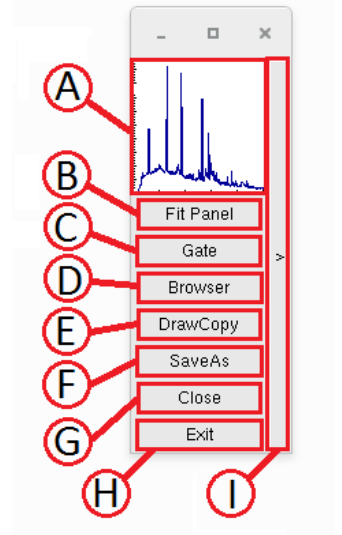 A
B
Fit Panel
C
Gate
D
Browser
>
E
DrawCopy
F
SaveAs
G
Close
Exit
H
I